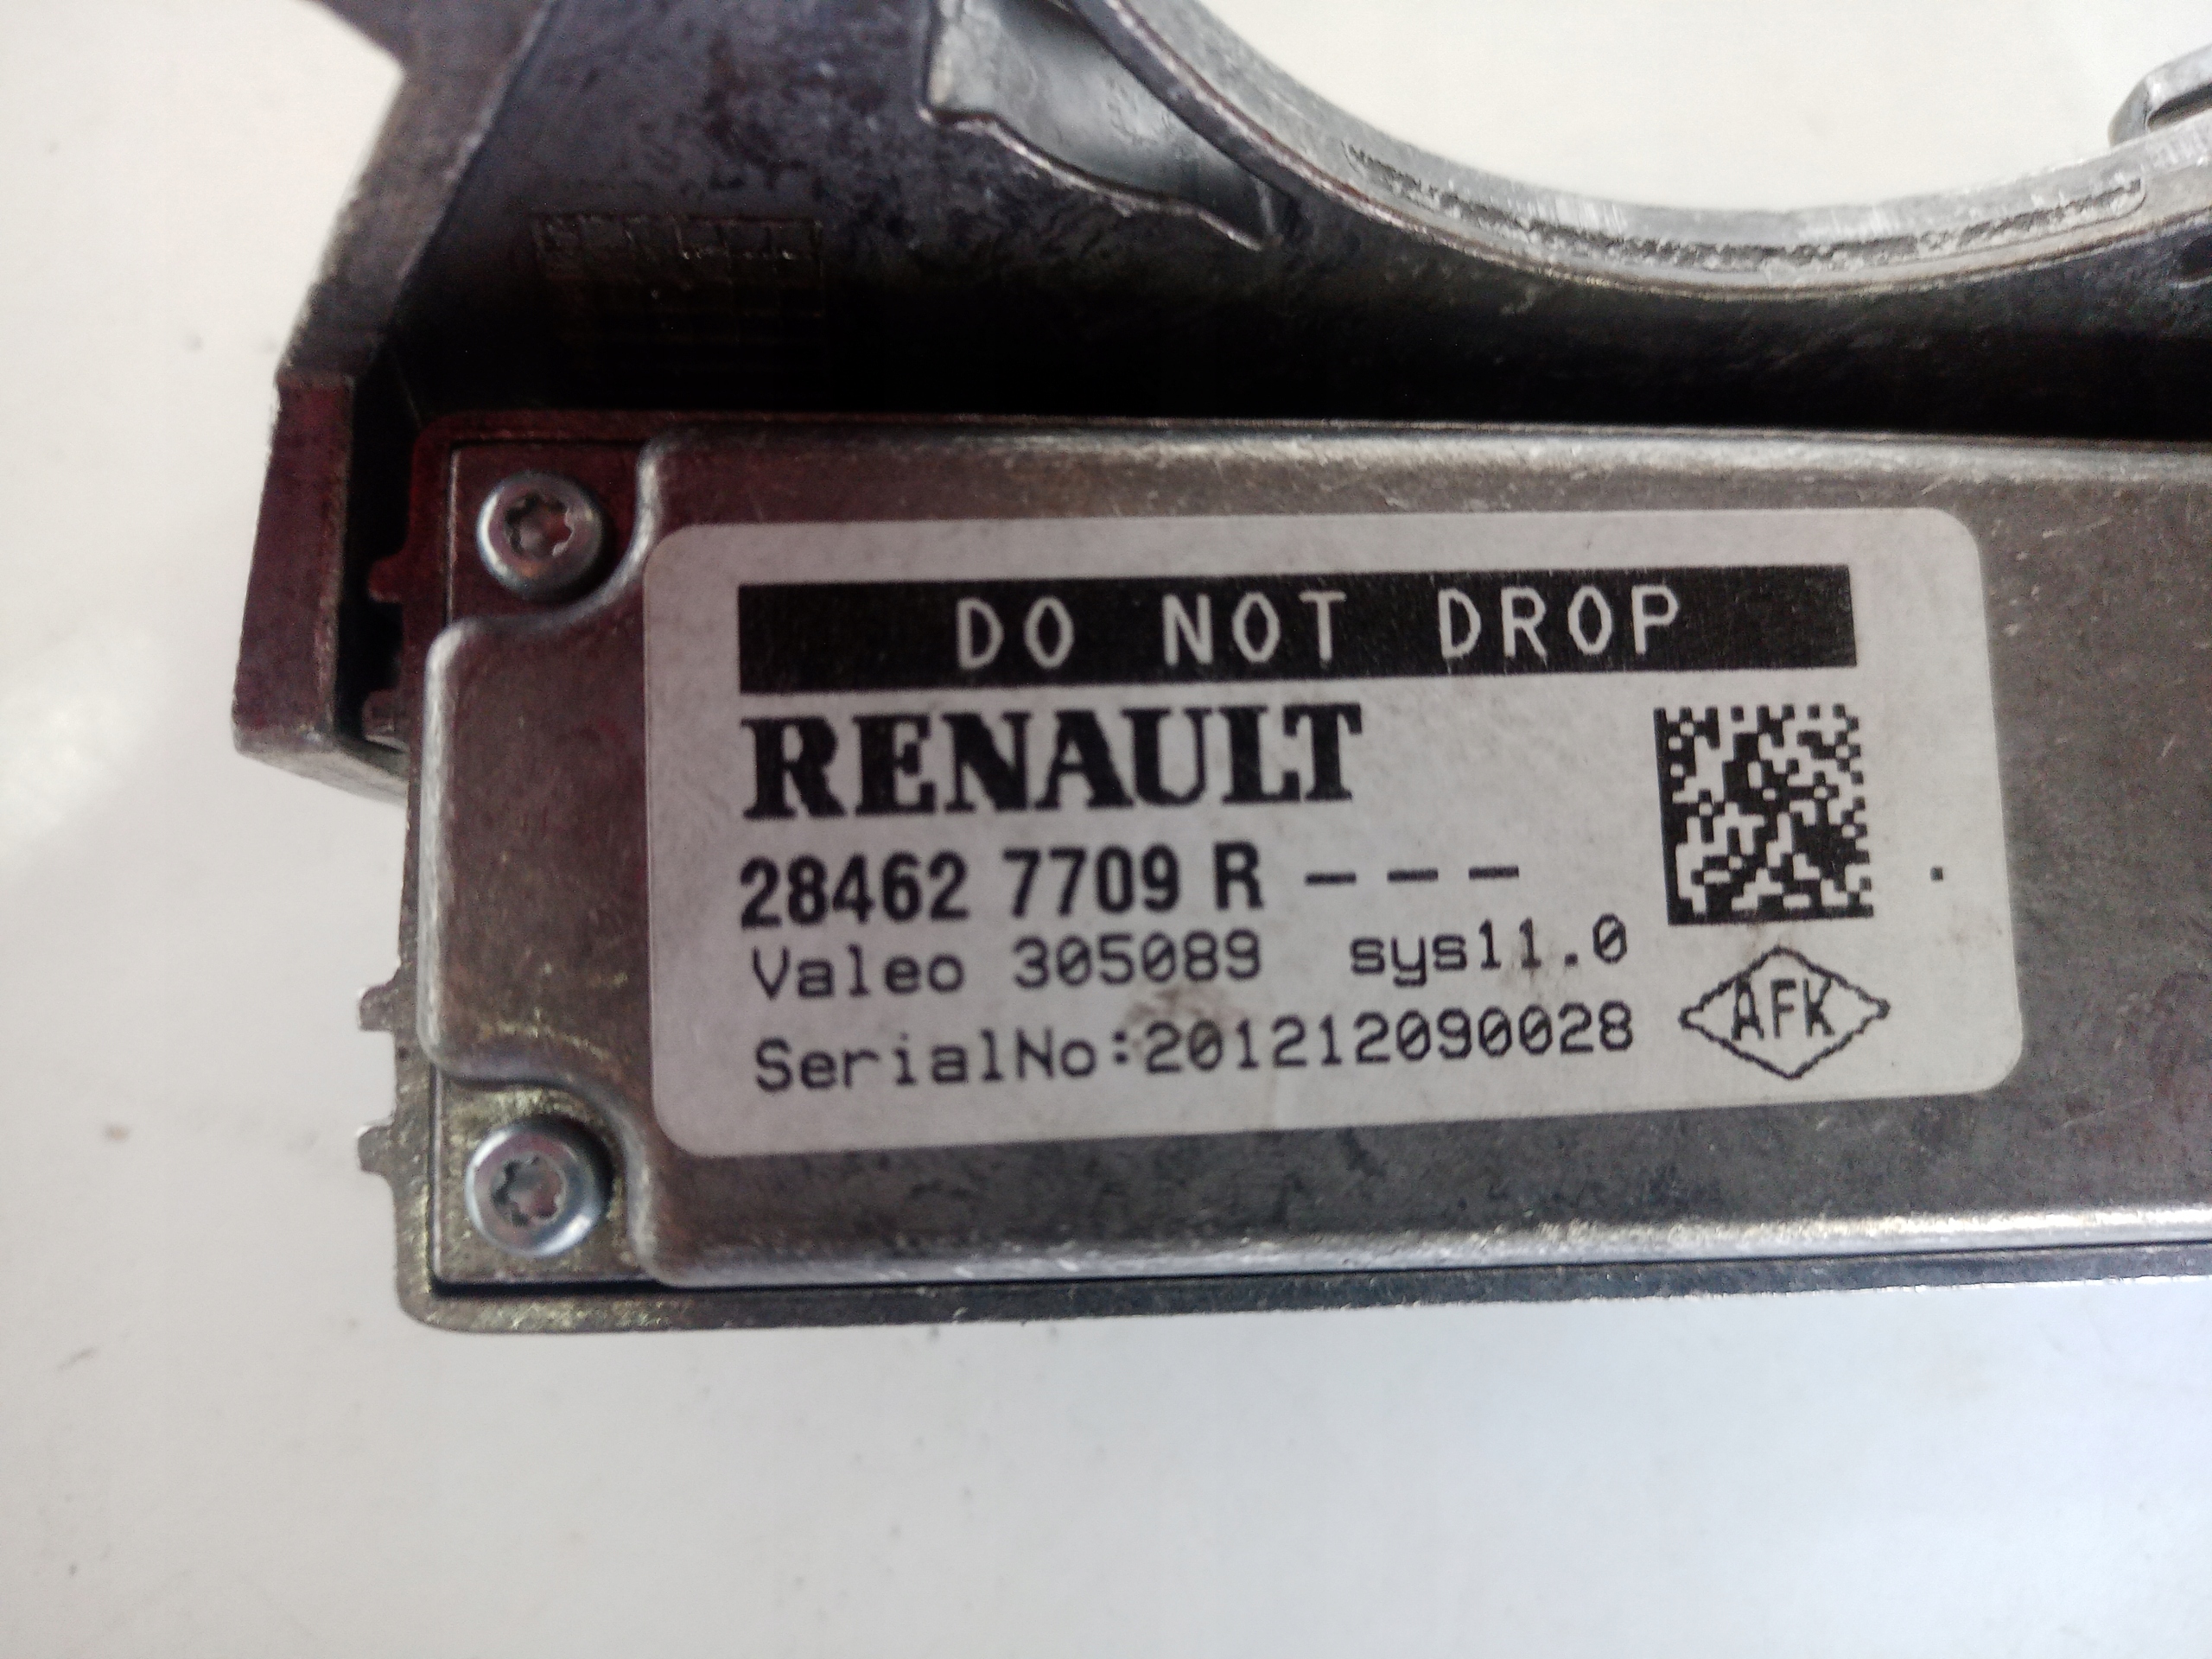 DO NOT DROP
RENAULT
28462 7709 R - - -
Valeo 305089 sys11.0
SerialNo:201212090028
AFK